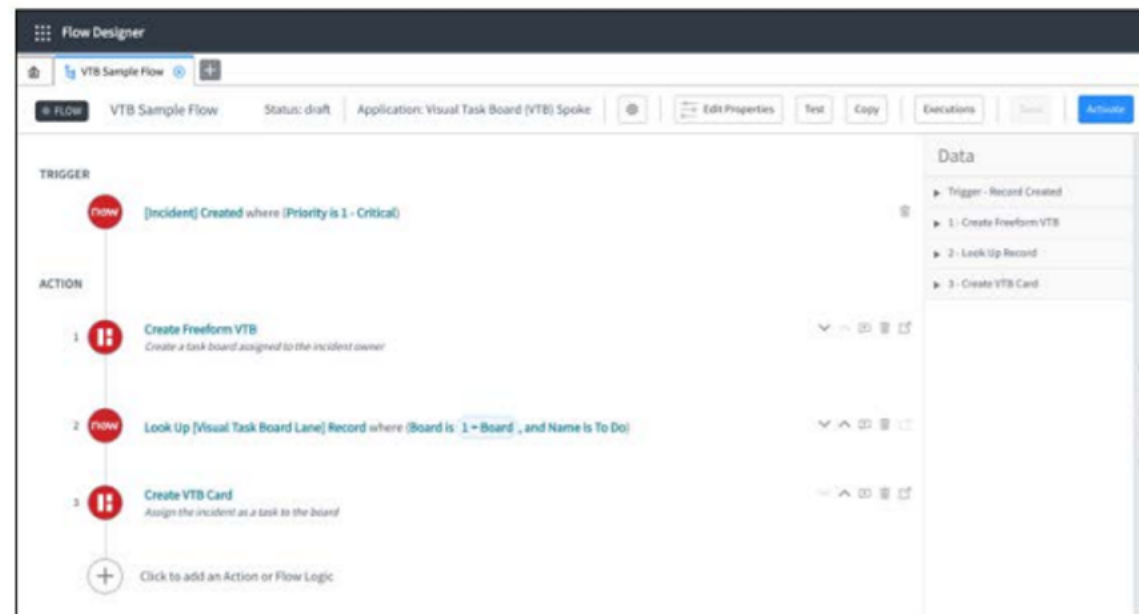 Flow Designer
VTB Sample Flow
FLOW VTB Sample Flow Status: draft Application: Visual Task Board (VTB) Spoke Edit Properties Test Copy Executions Save Activate
Data
TRIGGER
Trigger - Record Created
now [Incident] Created where (Priority is 1 - Critical)
1 - Create Freeform VTB
2 - Look Up Record
ACTION
3 - Create VTB Card
1 Create Freeform VTB
Create a task board assigned to the incident owner
2 now Look Up [Visual Task Board Lane] Record where (Board is 1 ➛ Board , and Name Is To Do)
3 Create VTB Card
Assign the incident as a task to the board
Click to add an Action or Flow Logic